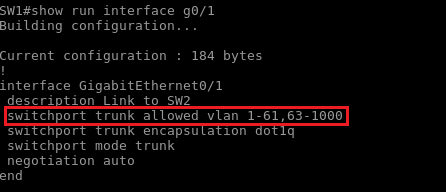 SW1#show run interface g0/1
Building configuration...
Current configuration : 184 bytes
!
interface GigabitEthernet0/1
description Link to SW2
switchport trunk allowed vlan 1-61,63-1000
switchport trunk encapsulation dot1q
switchport mode trunk
negotiation auto
end